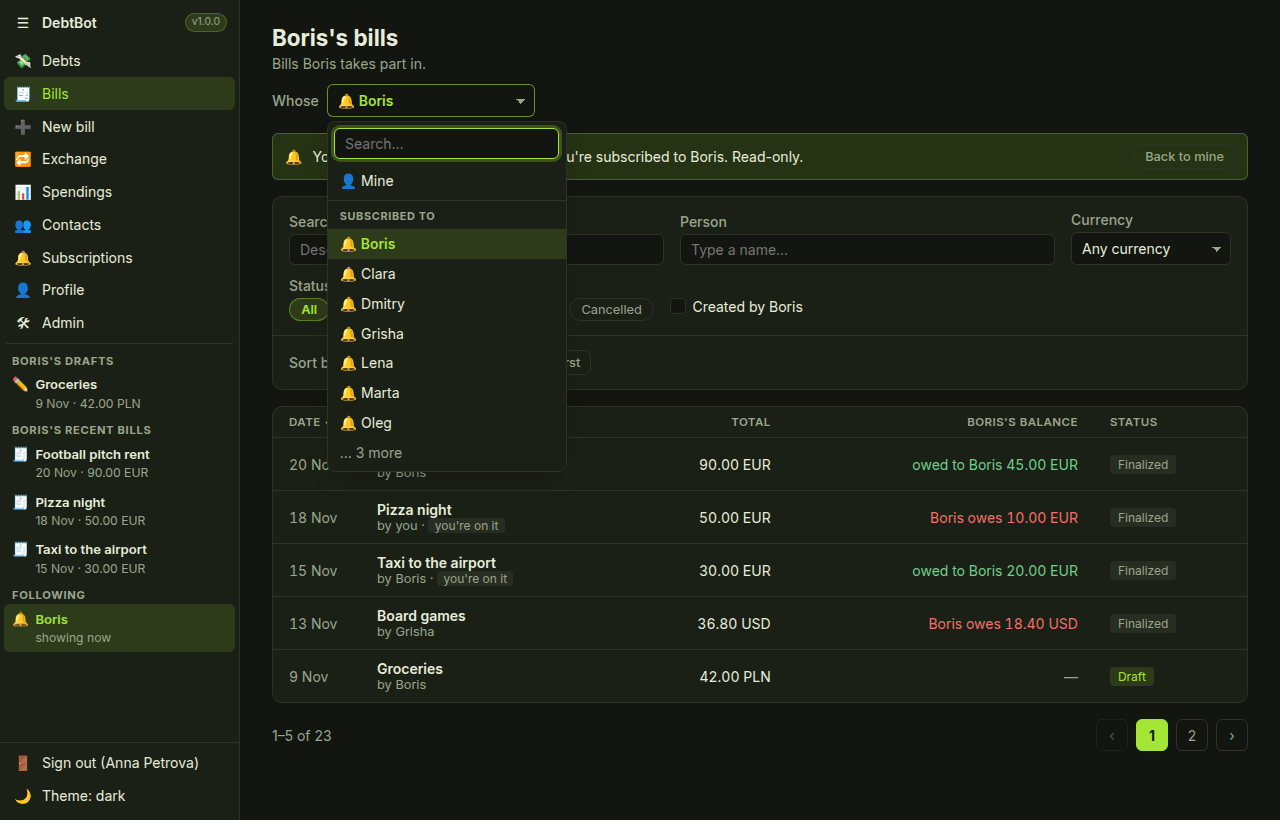 ☰ DebtBot v1.0.0
💸 Debts
🧾 Bills
➕ New bill
🔁 Exchange
📊 Spendings
👥 Contacts
🔔 Subscriptions
👤 Profile
🛠 Admin
BORIS'S DRAFTS
✏️ Groceries
9 Nov · 42.00 PLN
BORIS'S RECENT BILLS
🧾 Football pitch rent
20 Nov · 90.00 EUR
🧾 Pizza night
18 Nov · 50.00 EUR
🧾 Taxi to the airport
15 Nov · 30.00 EUR
FOLLOWING
🔔 Boris
showing now
🚪 Sign out (Anna Petrova)
🌙 Theme: dark
Boris's bills
Bills Boris takes part in.
Whose 🔔 Boris
Search...
👤 Mine
SUBSCRIBED TO
🔔 Boris
🔔 Clara
🔔 Dmitry
🔔 Grisha
🔔 Lena
🔔 Marta
🔔 Oleg
... 3 more
🔔 u're subscribed to Boris. Read-only. Back to mine
Person
Currency
Type a name...
Any currency
Status
All Cancelled Created by Boris
Sort b
DATE TOTAL BORIS'S BALANCE STATUS
20 No 90.00 EUR owed to Boris 45.00 EUR Finalized
by Boris
18 Nov Pizza night 50.00 EUR Boris owes 10.00 EUR Finalized
by you · you're on it
15 Nov Taxi to the airport 30.00 EUR owed to Boris 20.00 EUR Finalized
by Boris · you're on it
13 Nov Board games 36.80 USD Boris owes 18.40 USD Finalized
by Grisha
9 Nov Groceries 42.00 PLN — Draft
by Boris
1–5 of 23 ‹ 1 2 ›